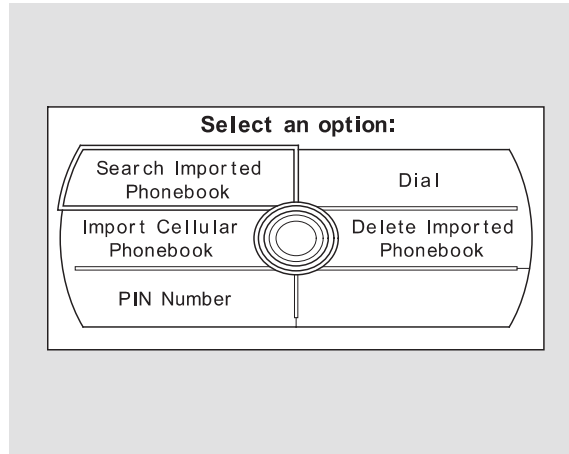 Select an option:
Search Imported
Phonebook
Dial
Import Cellular
Phonebook
Delete Imported
Phonebook
PIN Number